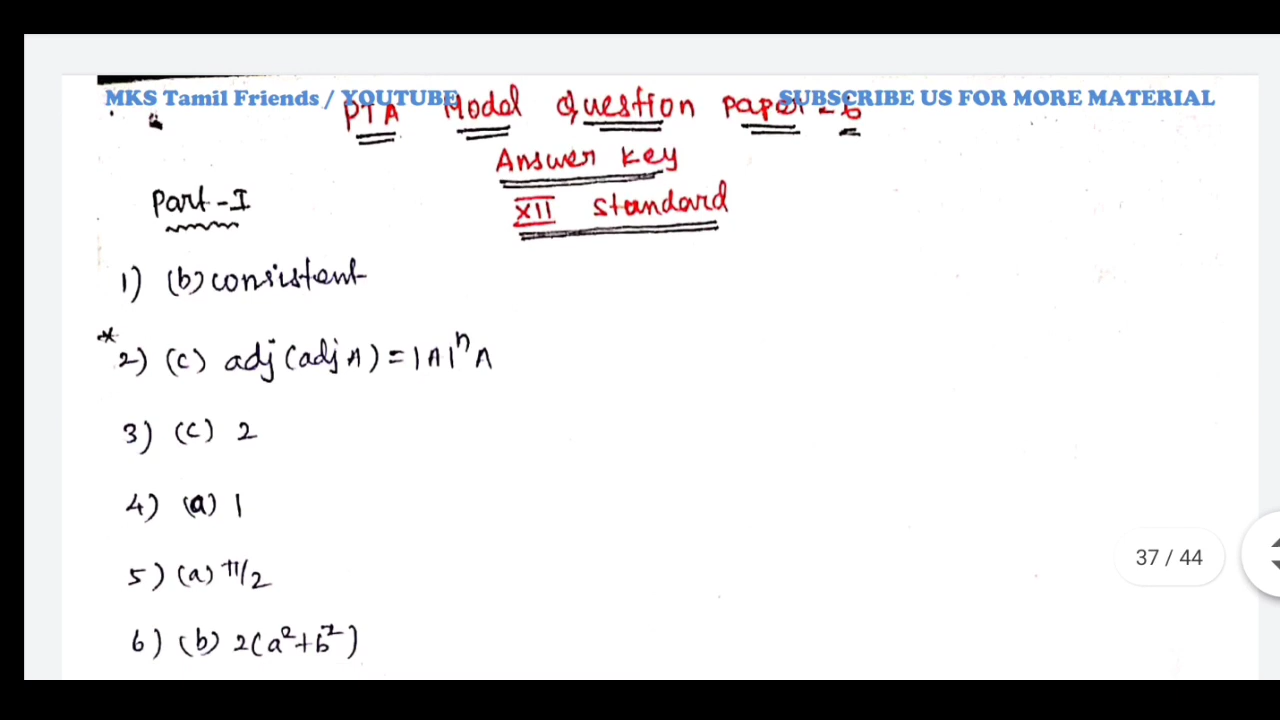 MKS Tamil Friends / YOUTUBE SUBSCRIBE US FOR MORE MATERIAL
PTA Model Question paper - 6
Answer key
XII standard
Part - I
1) (b) consistent
*2) (c) adj (adj A) = |A|ⁿ A
3) (c) 2
4) (a) 1
5) (a) π/2
6) (b) 2(a²+b²)
37 / 44